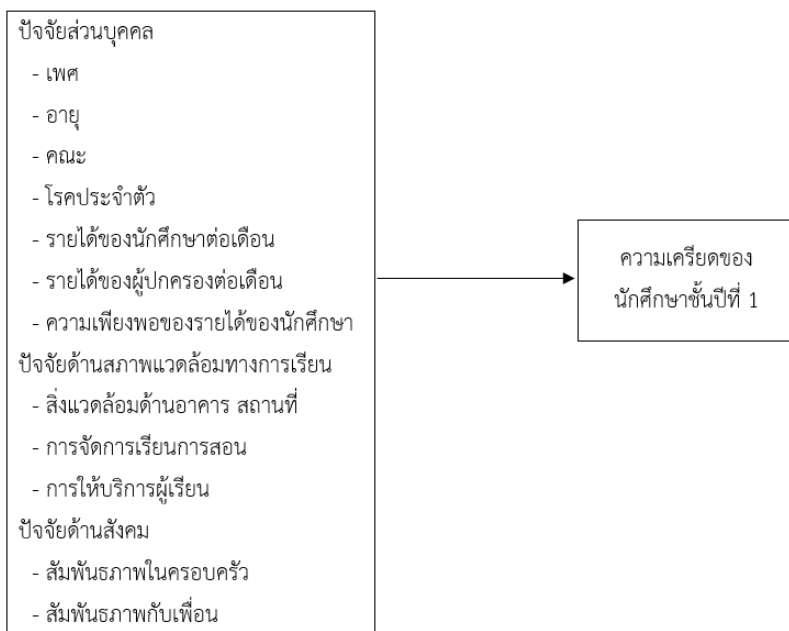 ปัจจัยส่วนบุคคล
- เพศ
- อายุ
- คณะ
- โรคประจำตัว
- รายได้ของนักศึกษาต่อเดือน
- รายได้ของผู้ปกครองต่อเดือน
- ความเพียงพอของรายได้ของนักศึกษา
ปัจจัยด้านสภาพแวดล้อมทางการเรียน
- สิ่งแวดล้อมด้านอาคาร สถานที่
- การจัดการเรียนการสอน
- การให้บริการผู้เรียน
ปัจจัยด้านสังคม
- สัมพันธภาพในครอบครัว
- สัมพันธภาพกับเพื่อน
ความเครียดของ
นักศึกษาชั้นปีที่ 1